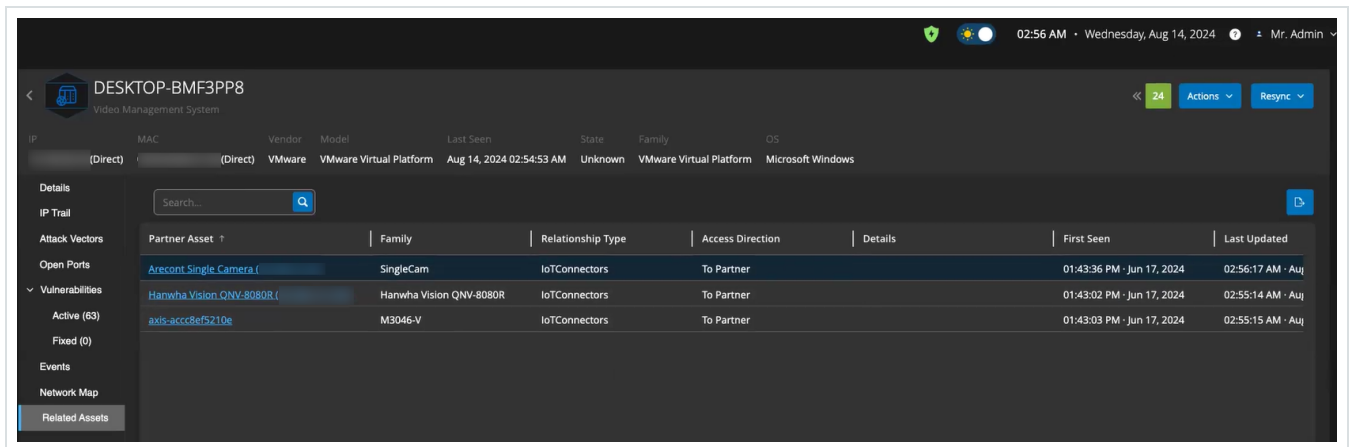 02:56 AM • Wednesday, Aug 14, 2024 ? Mr. Admin
DESKTOP-BMF3PP8
Video Management System
24 Actions Resync
IP MAC Vendor Model Last Seen State Family OS
(Direct) (Direct) VMware VMware Virtual Platform Aug 14, 2024 02:54:53 AM Unknown VMware Virtual Platform Microsoft Windows
Details
IP Trail
Attack Vectors
Open Ports
Vulnerabilities
Active (63)
Fixed (0)
Events
Network Map
Related Assets
Search...
Partner Asset ↑ Family Relationship Type Access Direction Details First Seen Last Updated
Arecont Single Camera ( SingleCam IoTConnectors To Partner 01:43:36 PM · Jun 17, 2024 02:56:17 AM · Aug
Hanwha Vision QNV-8080R ( Hanwha Vision QNV-8080R IoTConnectors To Partner 01:43:02 PM · Jun 17, 2024 02:55:14 AM · Aug
axis-accc8ef5210e M3046-V IoTConnectors To Partner 01:43:03 PM · Jun 17, 2024 02:55:15 AM · Aug